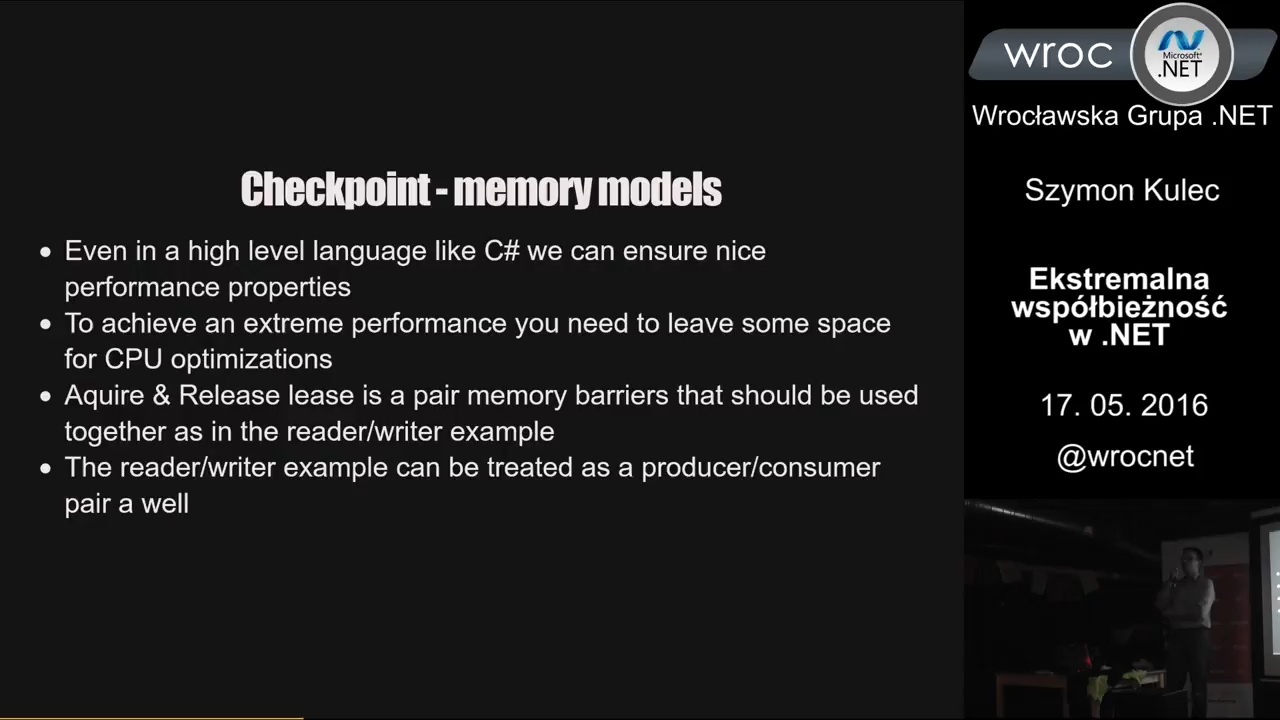 Checkpoint - memory models
• Even in a high level language like C# we can ensure nice
performance properties
• To achieve an extreme performance you need to leave some space
for CPU optimizations
• Aquire & Release lease is a pair memory barriers that should be used
together as in the reader/writer example
• The reader/writer example can be treated as a producer/consumer
pair a well
wroc
Microsoft
.NET
Wrocławska Grupa .NET
Szymon Kulec
Ekstremalna
współbieżność
w .NET
17. 05. 2016
@wrocnet